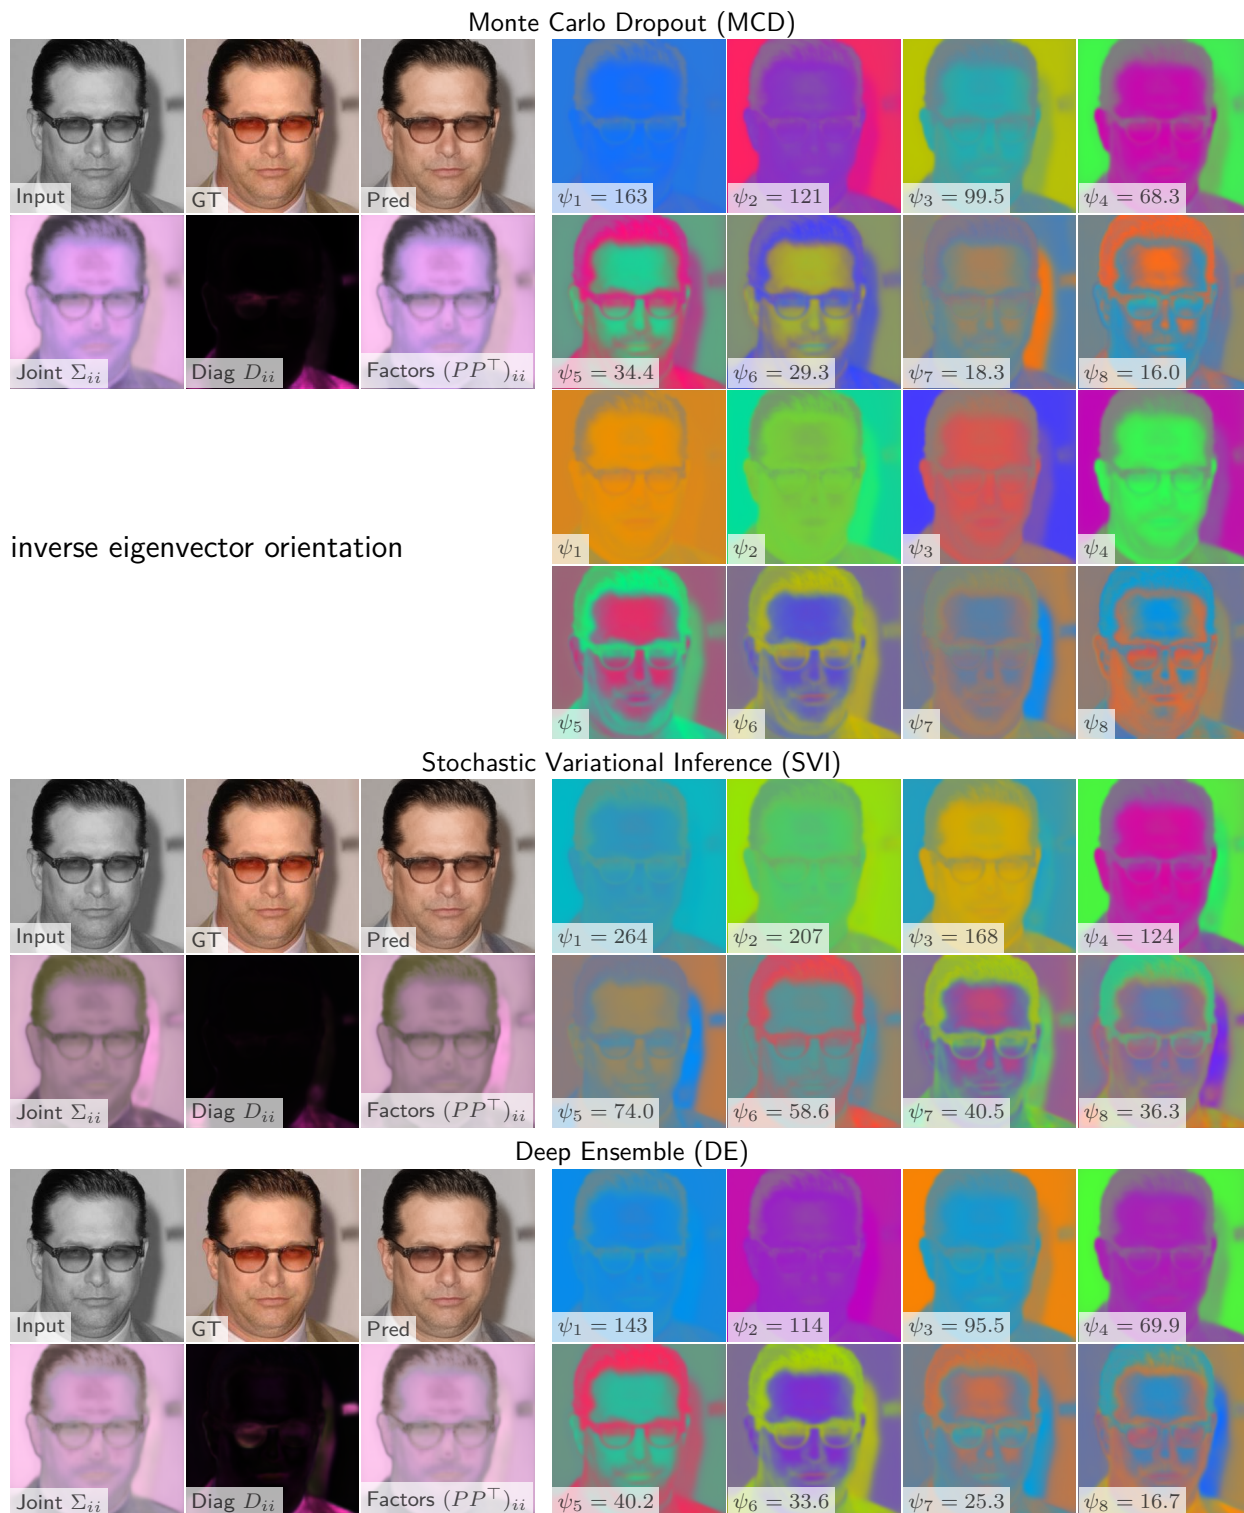 Monte Carlo Dropout (MCD)
Input GT Pred ψ₁ = 163 ψ₂ = 121 ψ₃ = 99.5 ψ₄ = 68.3
Joint Σᵢᵢ Diag Dᵢᵢ Factors (PP⊤)ᵢᵢ ψ₅ = 34.4 ψ₆ = 29.3 ψ₇ = 18.3 ψ₈ = 16.0
inverse eigenvector orientation
ψ₁ ψ₂ ψ₃ ψ₄
ψ₅ ψ₆ ψ₇ ψ₈
Stochastic Variational Inference (SVI)
Input GT Pred ψ₁ = 264 ψ₂ = 207 ψ₃ = 168 ψ₄ = 124
Joint Σᵢᵢ Diag Dᵢᵢ Factors (PP⊤)ᵢᵢ ψ₅ = 74.0 ψ₆ = 58.6 ψ₇ = 40.5 ψ₈ = 36.3
Deep Ensemble (DE)
Input GT Pred ψ₁ = 143 ψ₂ = 114 ψ₃ = 95.5 ψ₄ = 69.9
Joint Σᵢᵢ Diag Dᵢᵢ Factors (PP⊤)ᵢᵢ ψ₅ = 40.2 ψ₆ = 33.6 ψ₇ = 25.3 ψ₈ = 16.7